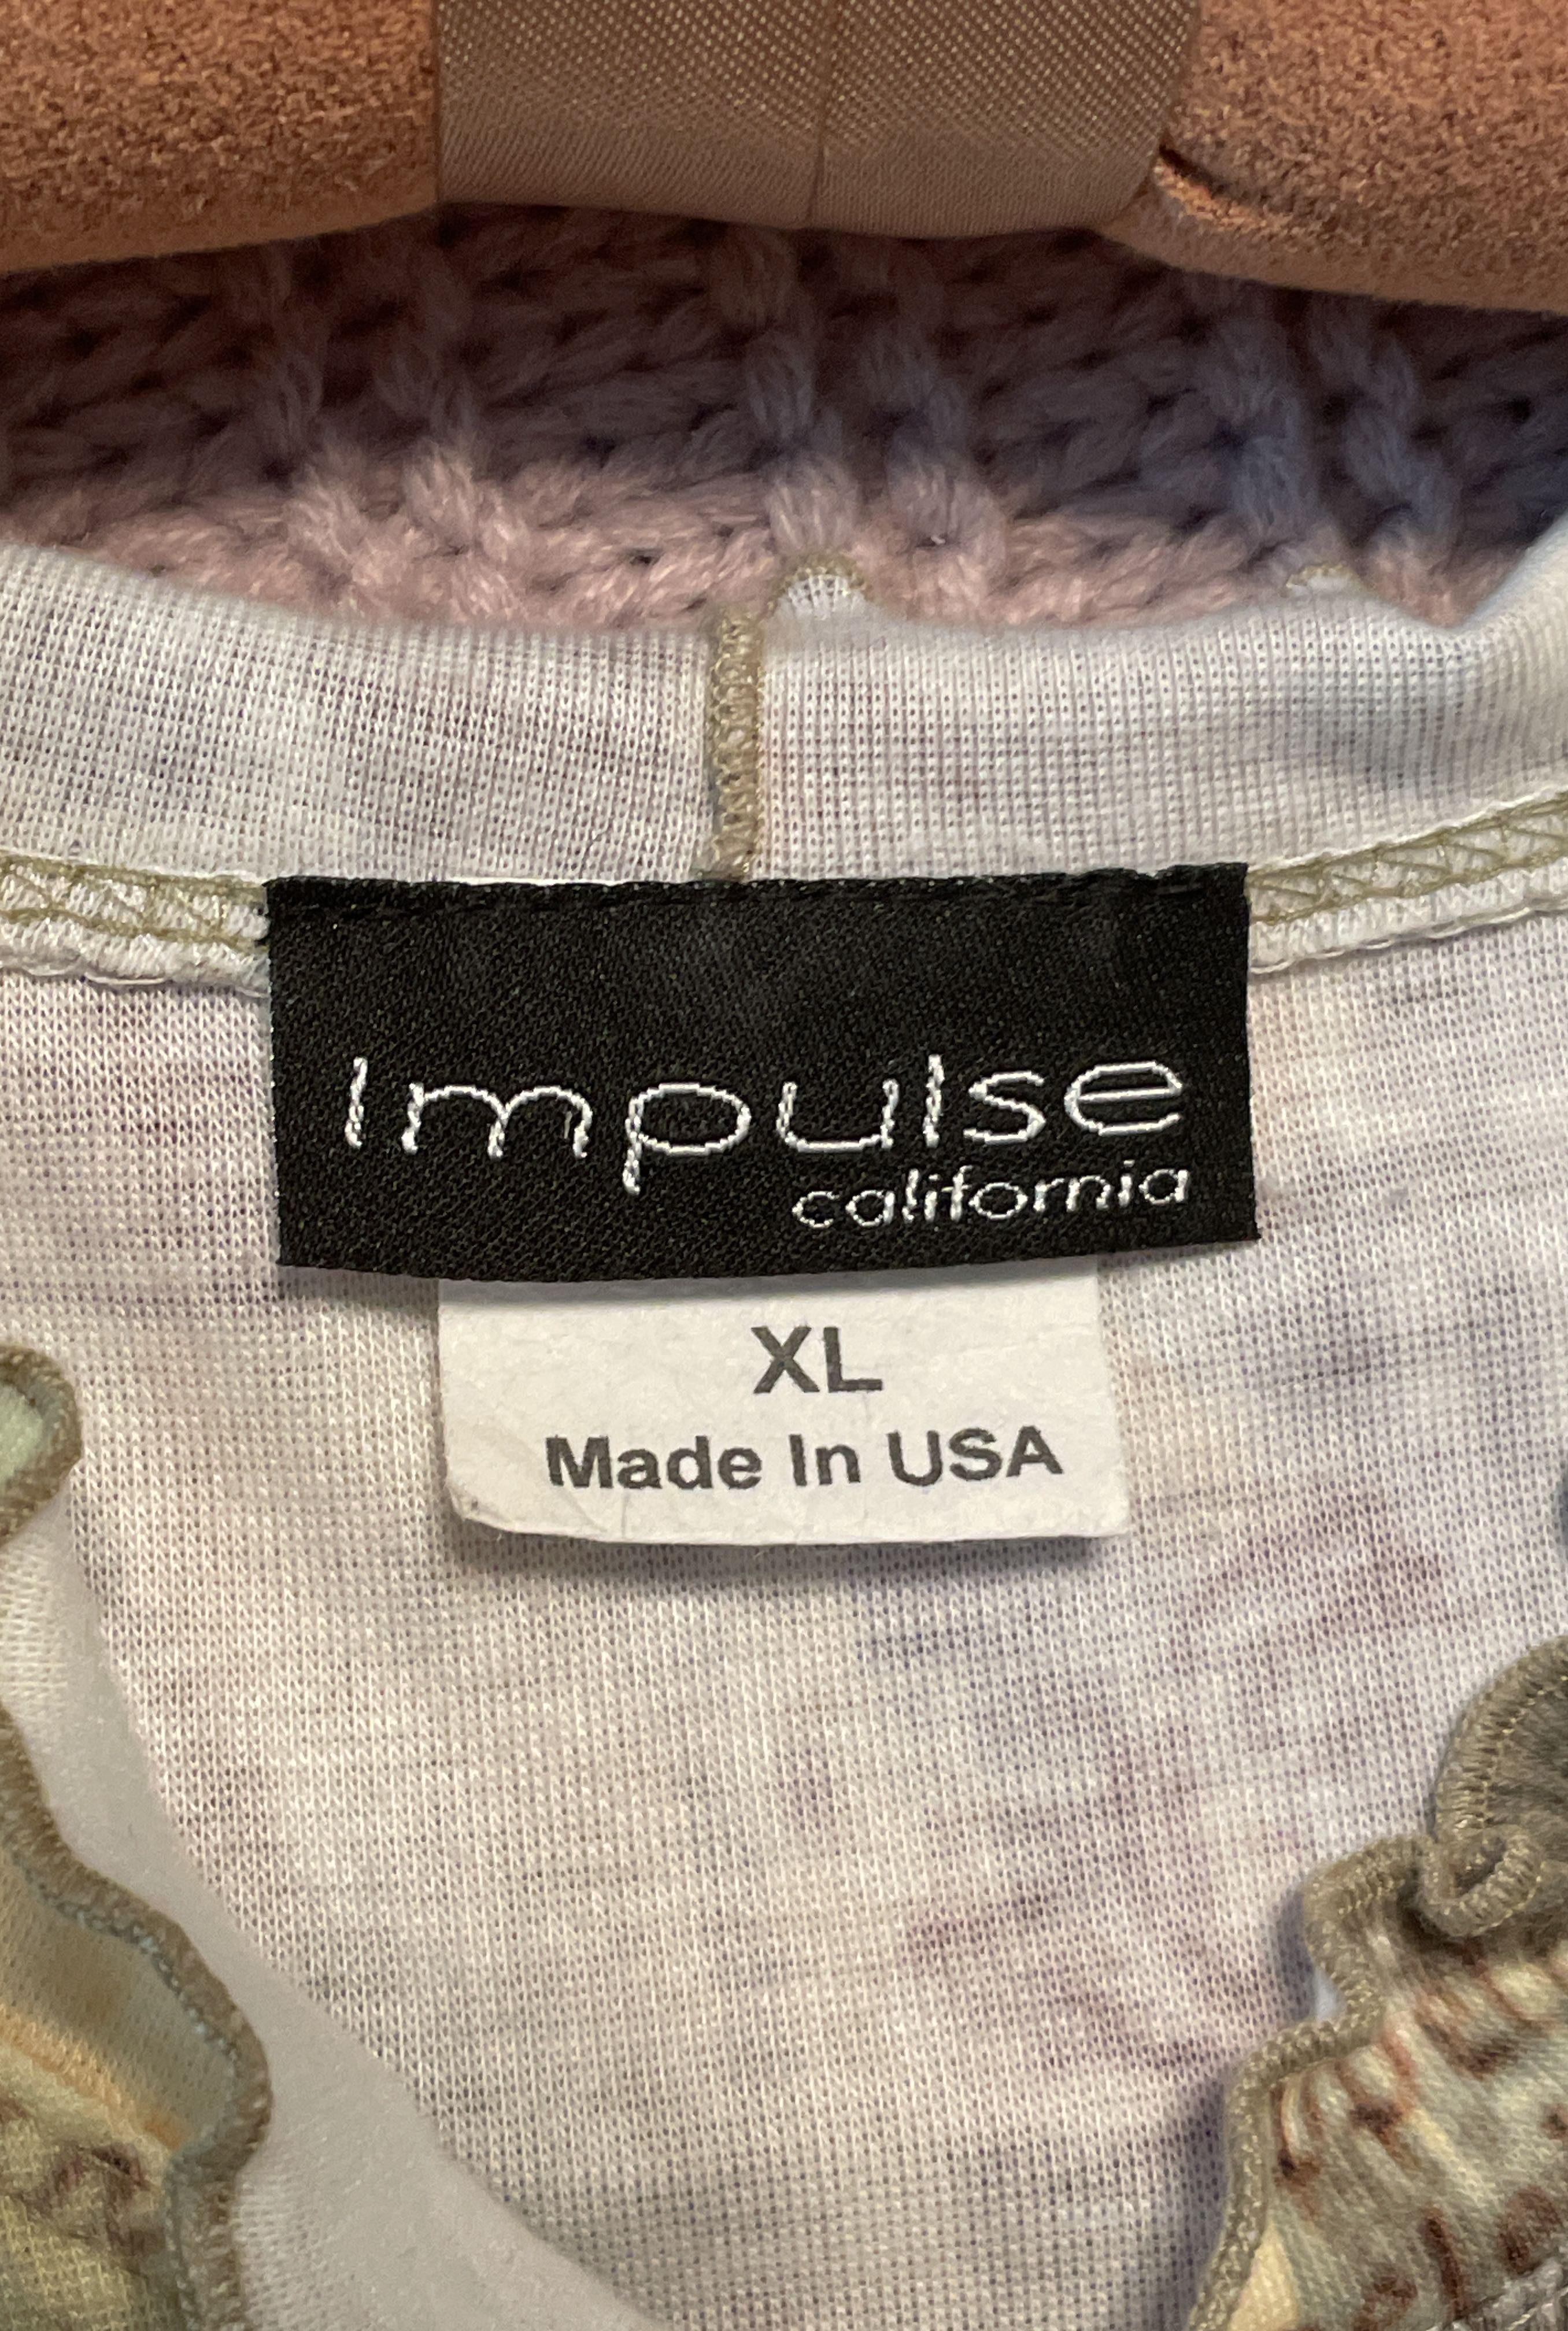 Impulse
california
XL
Made In USA